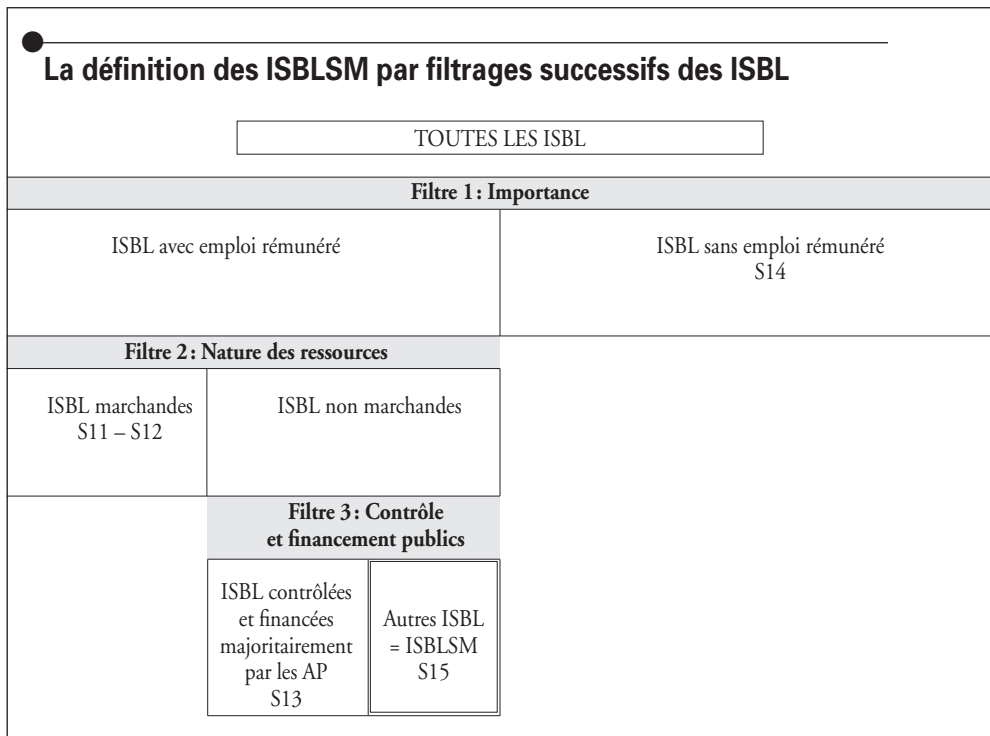 La définition des ISBLSM par filtrages successifs des ISBL
TOUTES LES ISBL
Filtre 1 : Importance
ISBL avec emploi rémunéré
ISBL sans emploi rémunéré
S14
Filtre 2 : Nature des ressources
ISBL marchandes
S11 – S12
ISBL non marchandes
Filtre 3 : Contrôle
et financement publics
ISBL contrôlées
et financées
majoritairement
par les AP
S13
Autres ISBL
= ISBLSM
S15